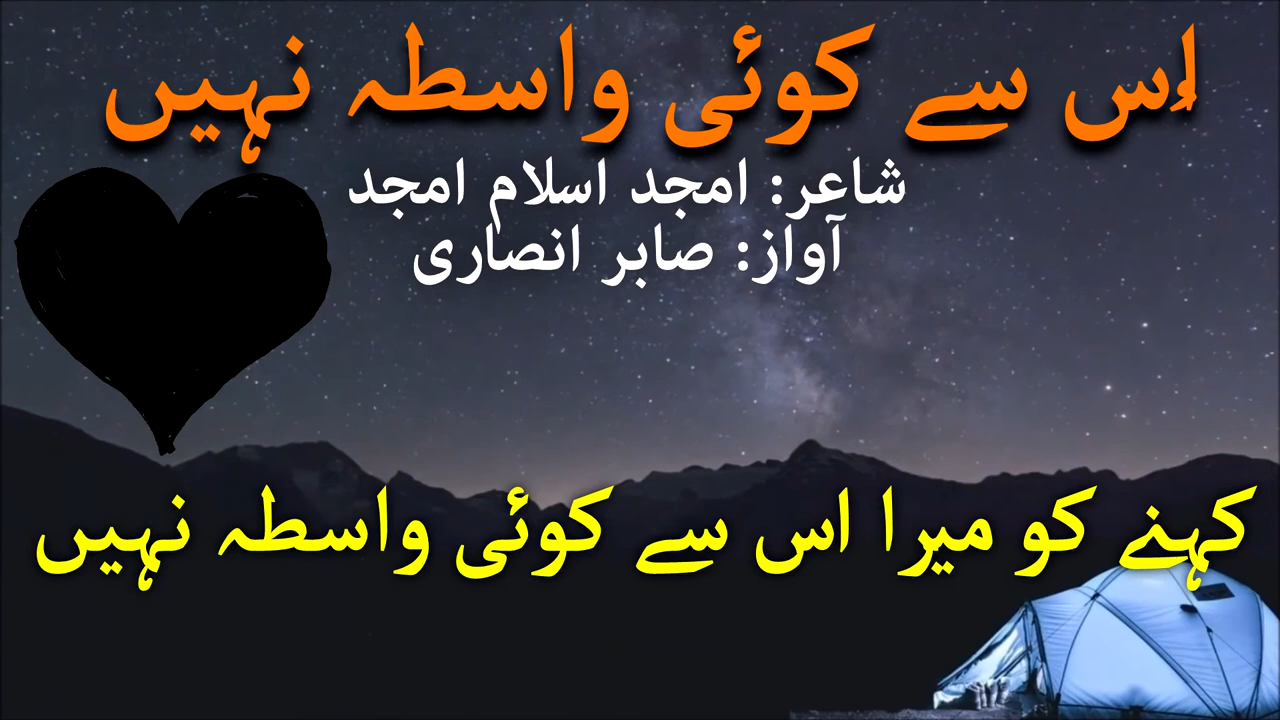 اُس سے کوئی واسطہ نہیں
شاعر: امجد اسلام امجد
آواز: صابر انصاری
کہنے کو میرا اس سے کوئی واسطہ نہیں